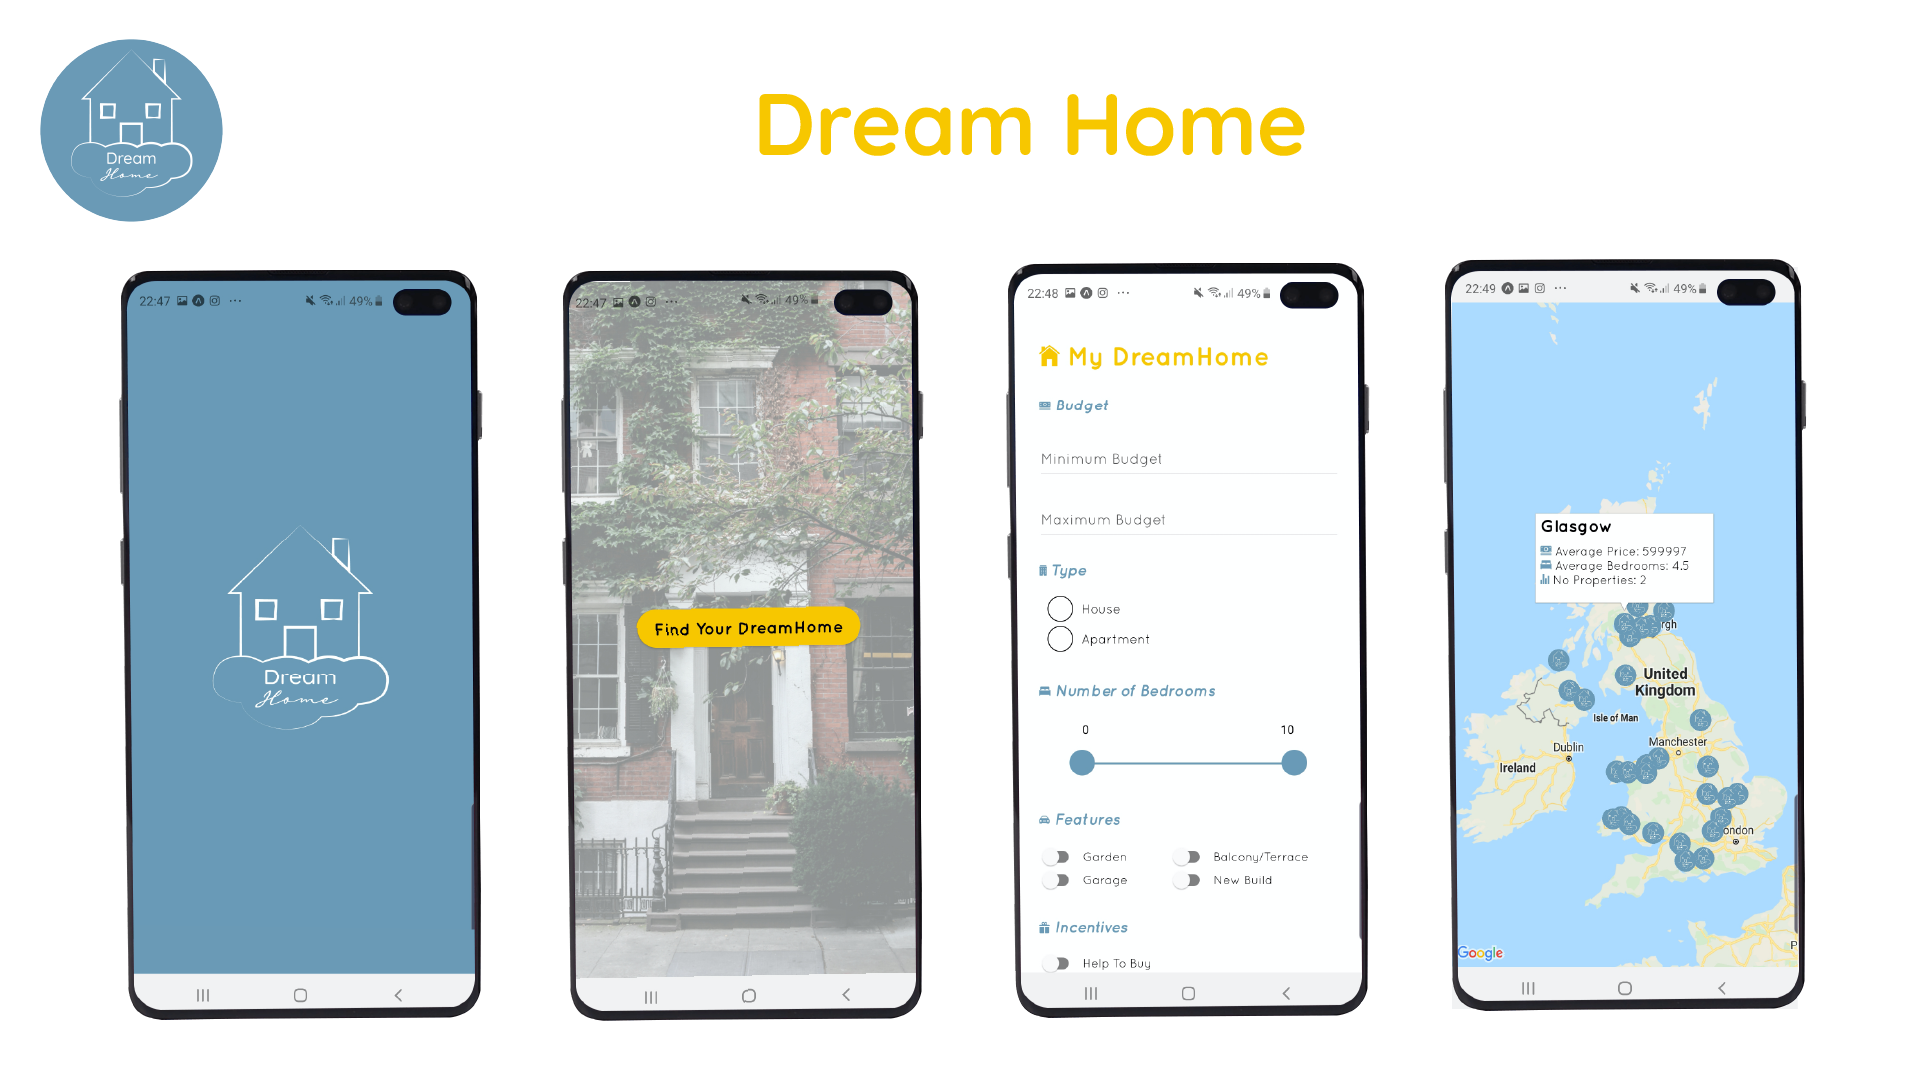 Dream
Home
Dream Home
22:47
49%
Dream
Home
22:47
49%
Find Your DreamHome
22:48
49%
My DreamHome
Budget
Minimum Budget
Maximum Budget
Type
House
Apartment
Number of Bedrooms
0 10
Features
Garden Balcony/Terrace
Garage New Build
Incentives
Help To Buy
22:49
49%
Glasgow
Average Price: 599997
Average Bedrooms: 4.5
No Properties: 2
rgh
United
Kingdom
Isle of Man
Manchester
Dublin
Ireland
ondon
P
Google